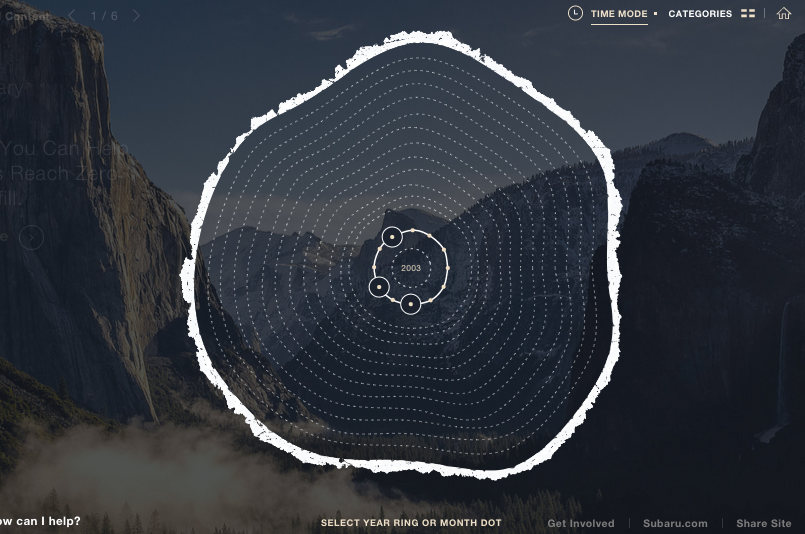 Content
1 / 6
TIME MODE
CATEGORIES
You Can Help
s Reach Zero
fill.
2003
ow can I help?
SELECT YEAR RING OR MONTH DOT
Get Involved
Subaru.com
Share Site